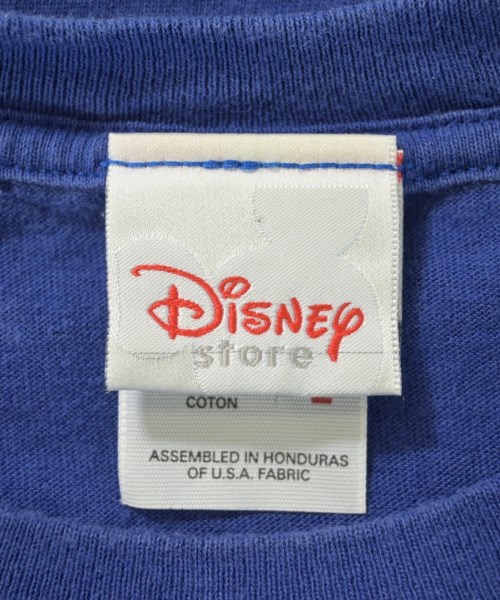 Disney
store
COTON
ASSEMBLED IN HONDURAS
OF U.S.A. FABRIC